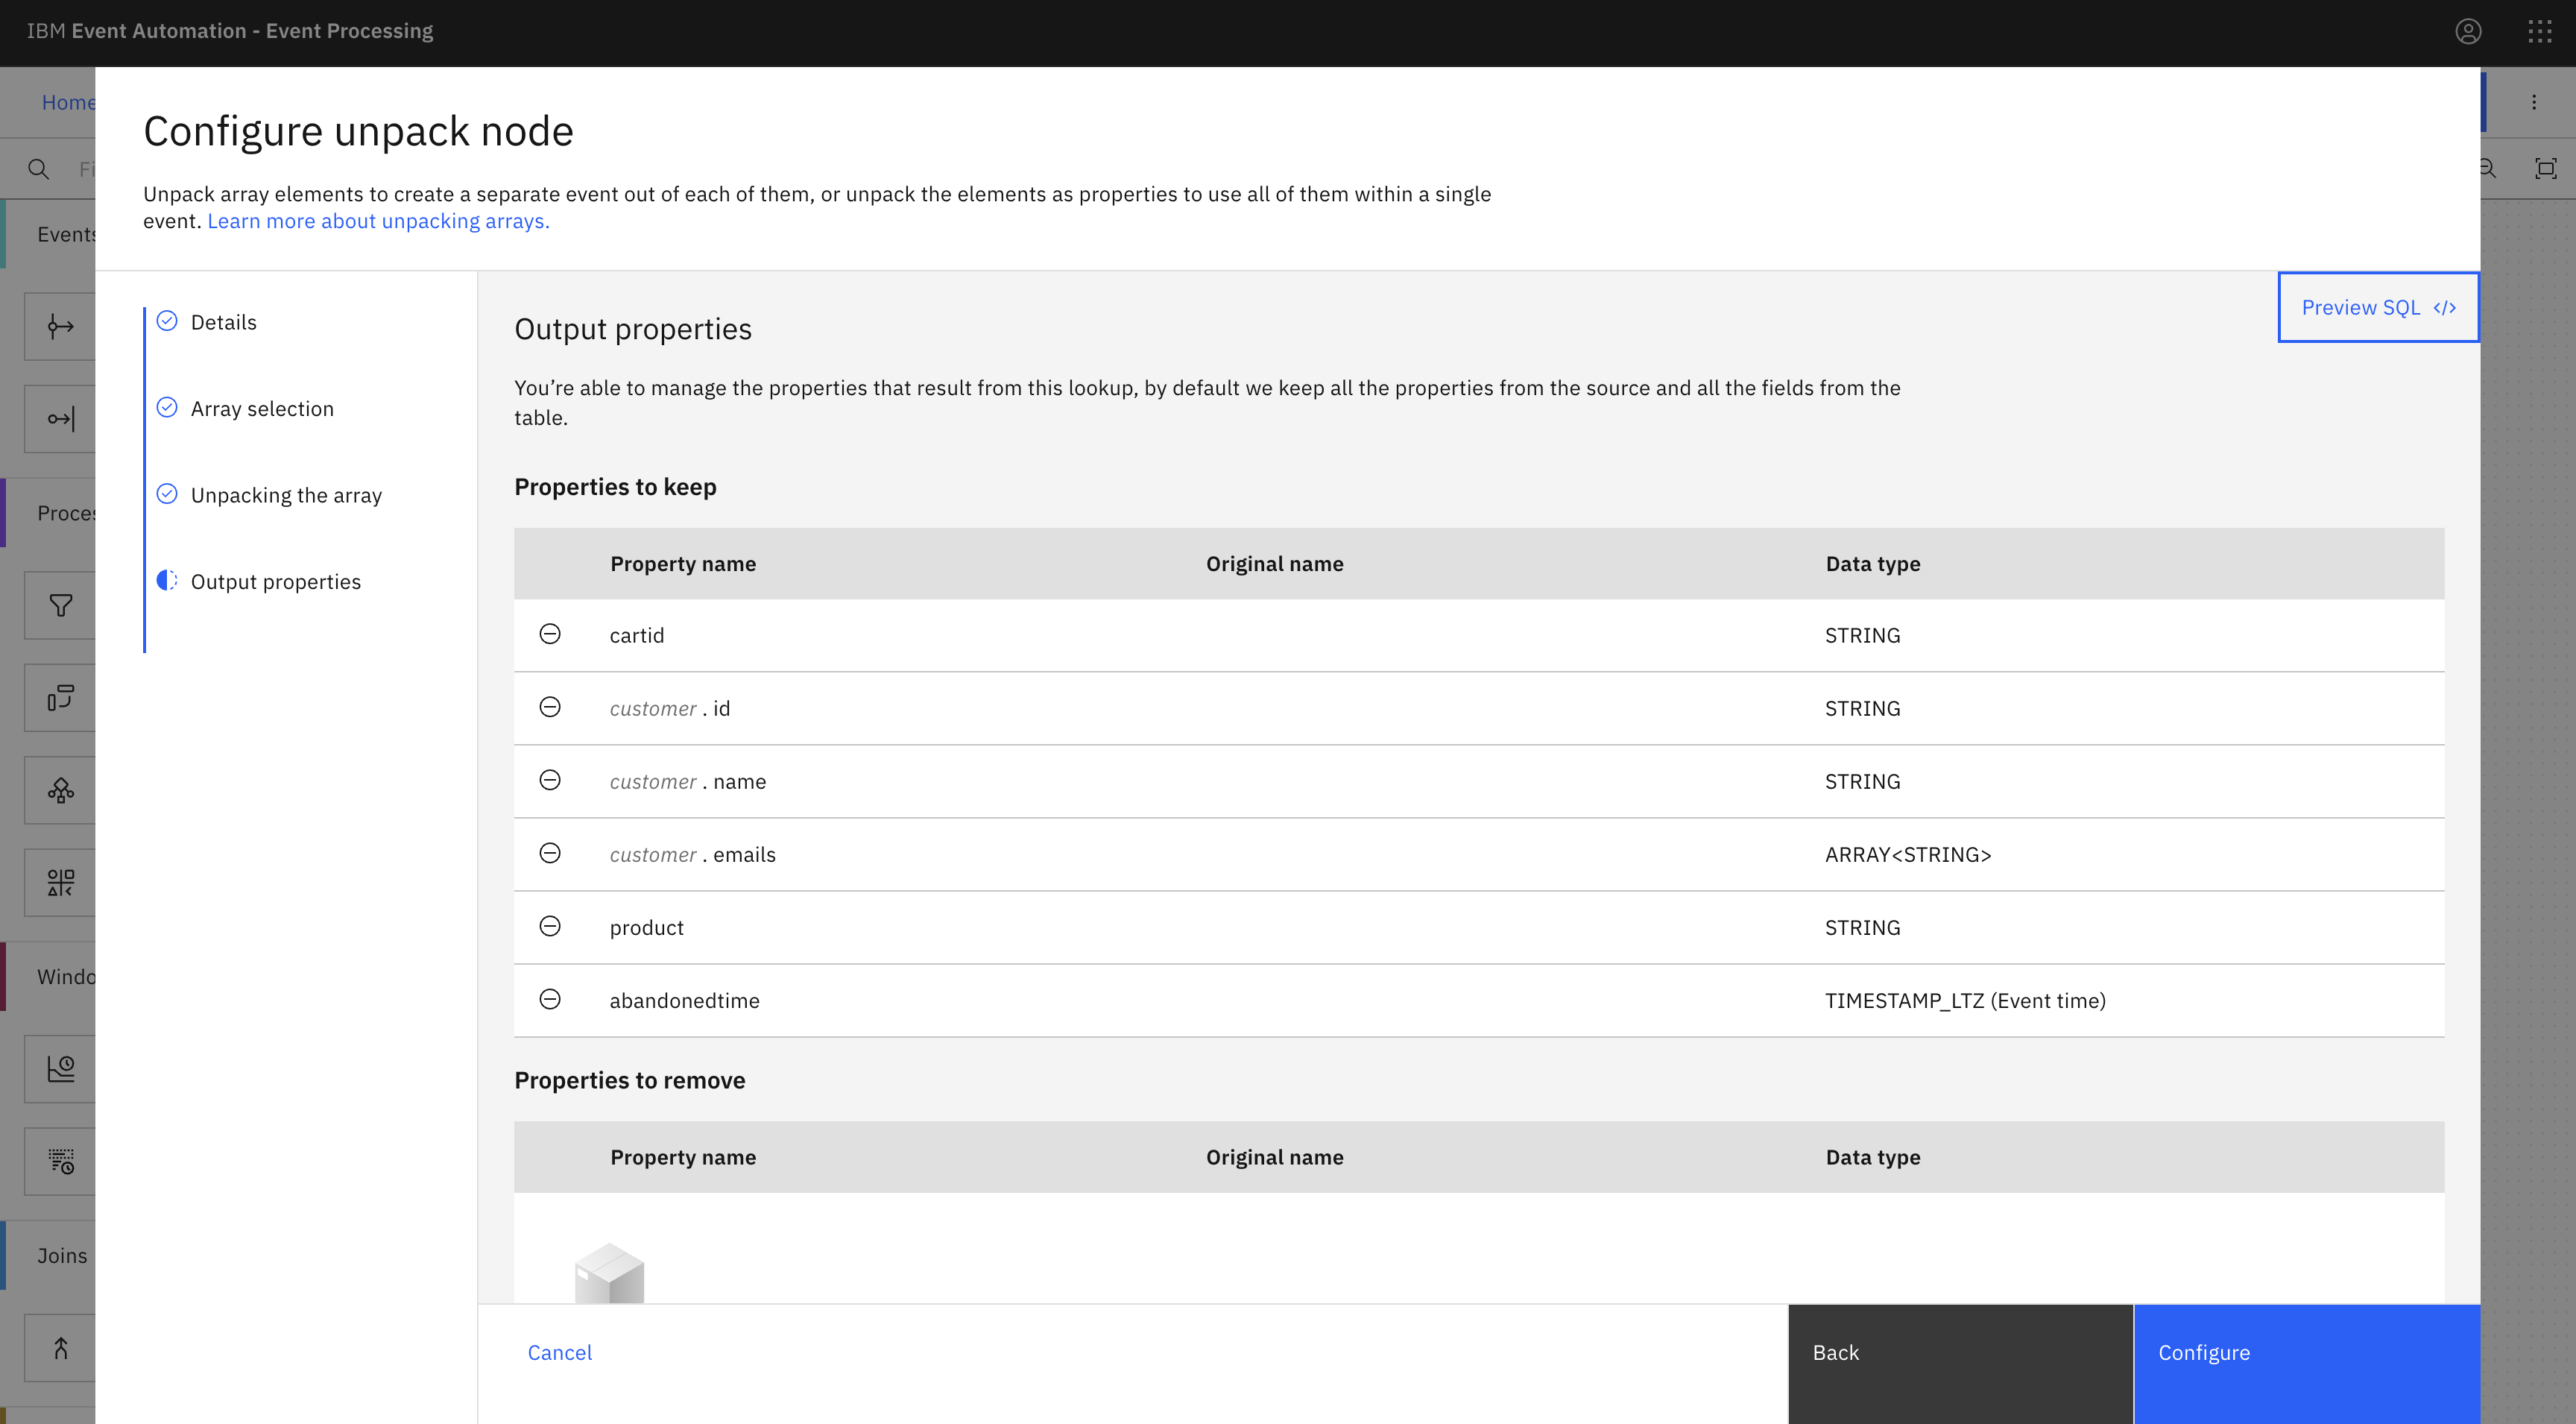 IBM Event Automation - Event Processing
Home
Configure unpack node
Unpack array elements to create a separate event out of each of them, or unpack the elements as properties to use all of them within a single
event. Learn more about unpacking arrays.
Events
Details
Array selection
Unpacking the array
Output properties
Preview SQL </>
Output properties
You’re able to manage the properties that result from this lookup, by default we keep all the properties from the source and all the fields from the
table.
Properties to keep
Property name Original name Data type
cartid STRING
customer . id STRING
customer . name STRING
customer . emails ARRAY<STRING>
product STRING
abandonedtime TIMESTAMP_LTZ (Event time)
Properties to remove
Property name Original name Data type
Joins
Cancel
Back
Configure